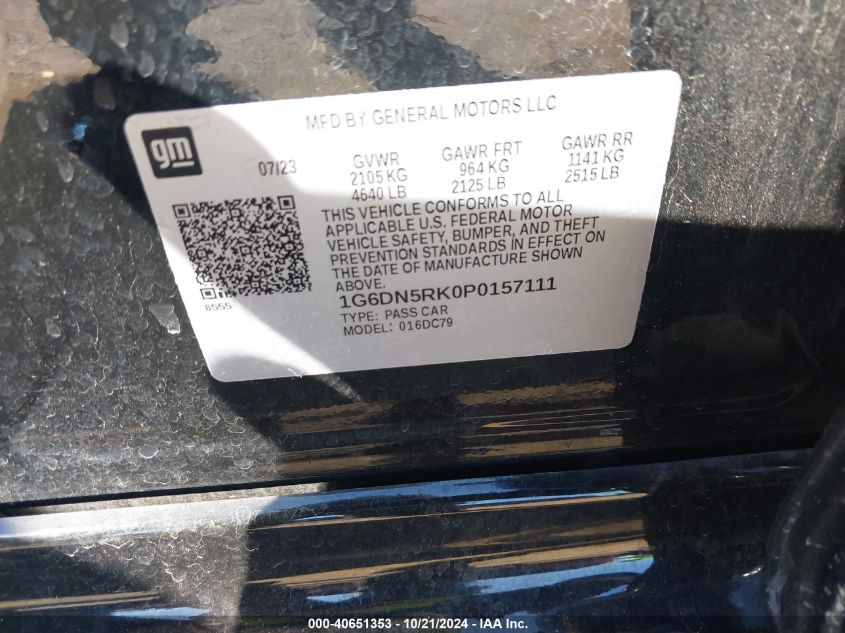 MFD BY GENERAL MOTORS LLC
gm
07/23
GVWR
2105 KG
4640 LB
GAWR FRT
964 KG
2125 LB
GAWR RR
1141 KG
2515 LB
THIS VEHICLE CONFORMS TO ALL
APPLICABLE U.S. FEDERAL MOTOR
VEHICLE SAFETY, BUMPER, AND THEFT
PREVENTION STANDARDS IN EFFECT ON
THE DATE OF MANUFACTURE SHOWN
ABOVE.
8555
1G6DN5RK0P0157111
TYPE: PASS CAR
MODEL: 016DC79
000-40651353 - 10/21/2024 - IAA Inc.